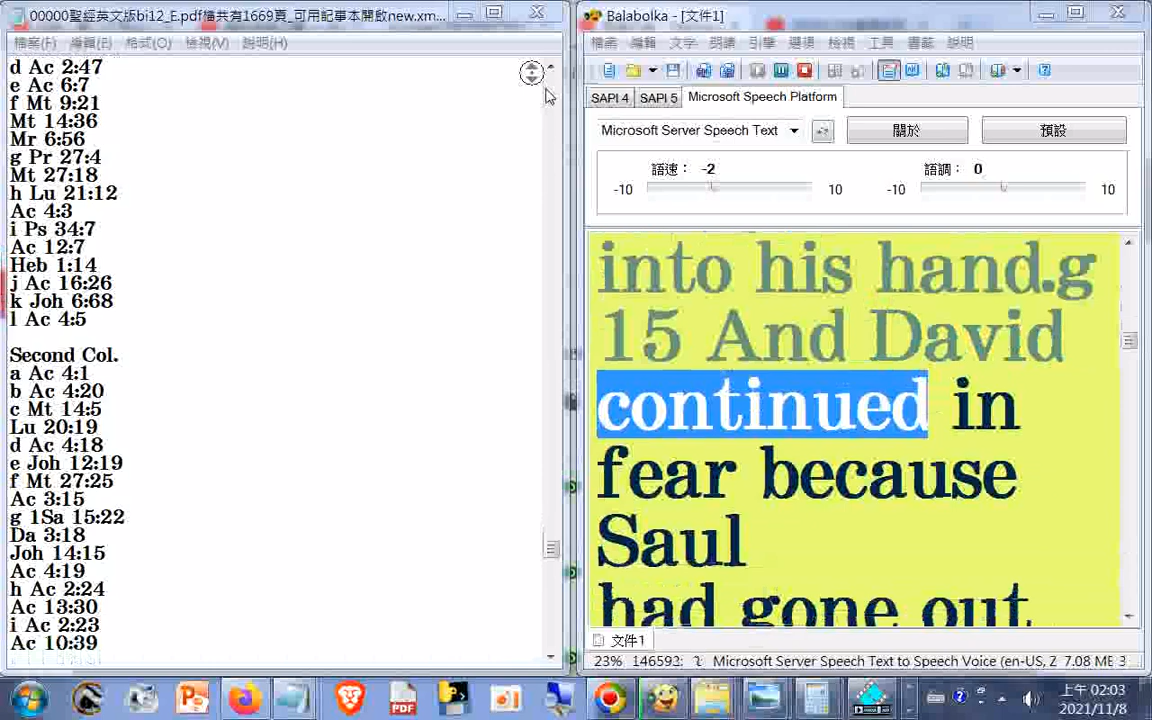 00000聖經英文版bi12_E.pdf檔共有1669頁_可用記事本開啟new.xm...
檔案(F) 編輯(E) 格式(O) 檢視(V) 說明(H)
d Ac 2:47
e Ac 6:7
f Mt 9:21
Mt 14:36
Mr 6:56
g Pr 27:4
Mt 27:18
h Lu 21:12
Ac 4:3
i Ps 34:7
Ac 12:7
Heb 1:14
j Ac 16:26
k Joh 6:68
l Ac 4:5
Second Col.
a Ac 4:1
b Ac 4:20
c Mt 14:5
Lu 20:19
d Ac 4:18
e Joh 12:19
f Mt 27:25
Ac 3:15
g 1Sa 15:22
Da 3:18
Joh 14:15
Ac 4:19
h Ac 2:24
Ac 13:30
i Ac 2:23
Ac 10:39
Balabolka - [文件1]
檔案 編輯 文字 朗讀 引擎 選項 檢視 工具 書籤 說明
SAPI 4 SAPI 5 Microsoft Speech Platform
Microsoft Server Speech Text 關於 預設
語速： -2 語調： 0
-10 10 -10 10
into his hand.g
15 And David
continued in
fear because
Saul
had gone out
文件1
23% 146592: Microsoft Server Speech Text to Speech Voice (en-US, Z 7.08 ME 3
PDF
上午 02:03
2021/11/8